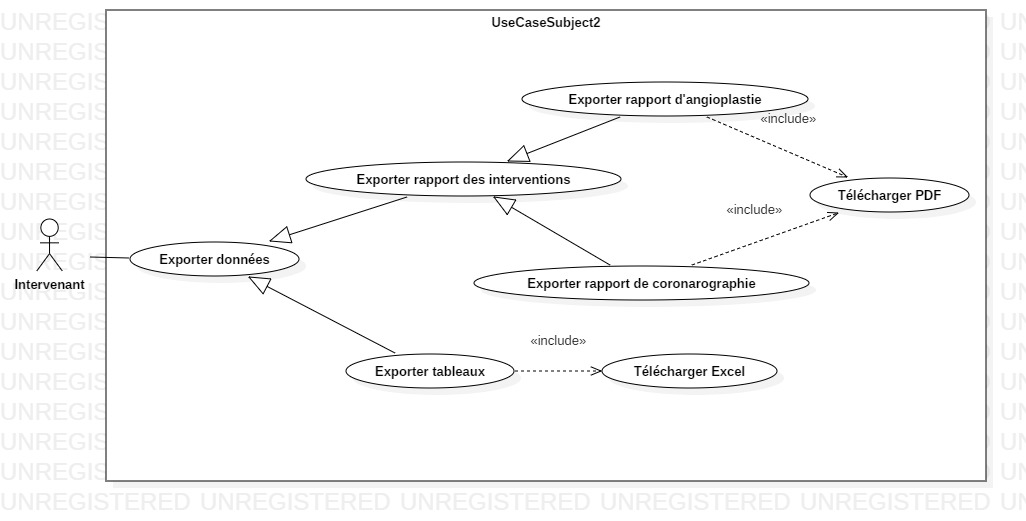 UseCaseSubject2
Exporter rapport d'angioplastie
«include»
Exporter rapport des interventions
Télécharger PDF
«include»
Exporter données
Intervenant
Exporter rapport de coronarographie
«include»
Exporter tableaux
Télécharger Excel
UNREGISTERED UNREGISTERED UNREGISTERED UNREGISTERED UNREGISTERED UN